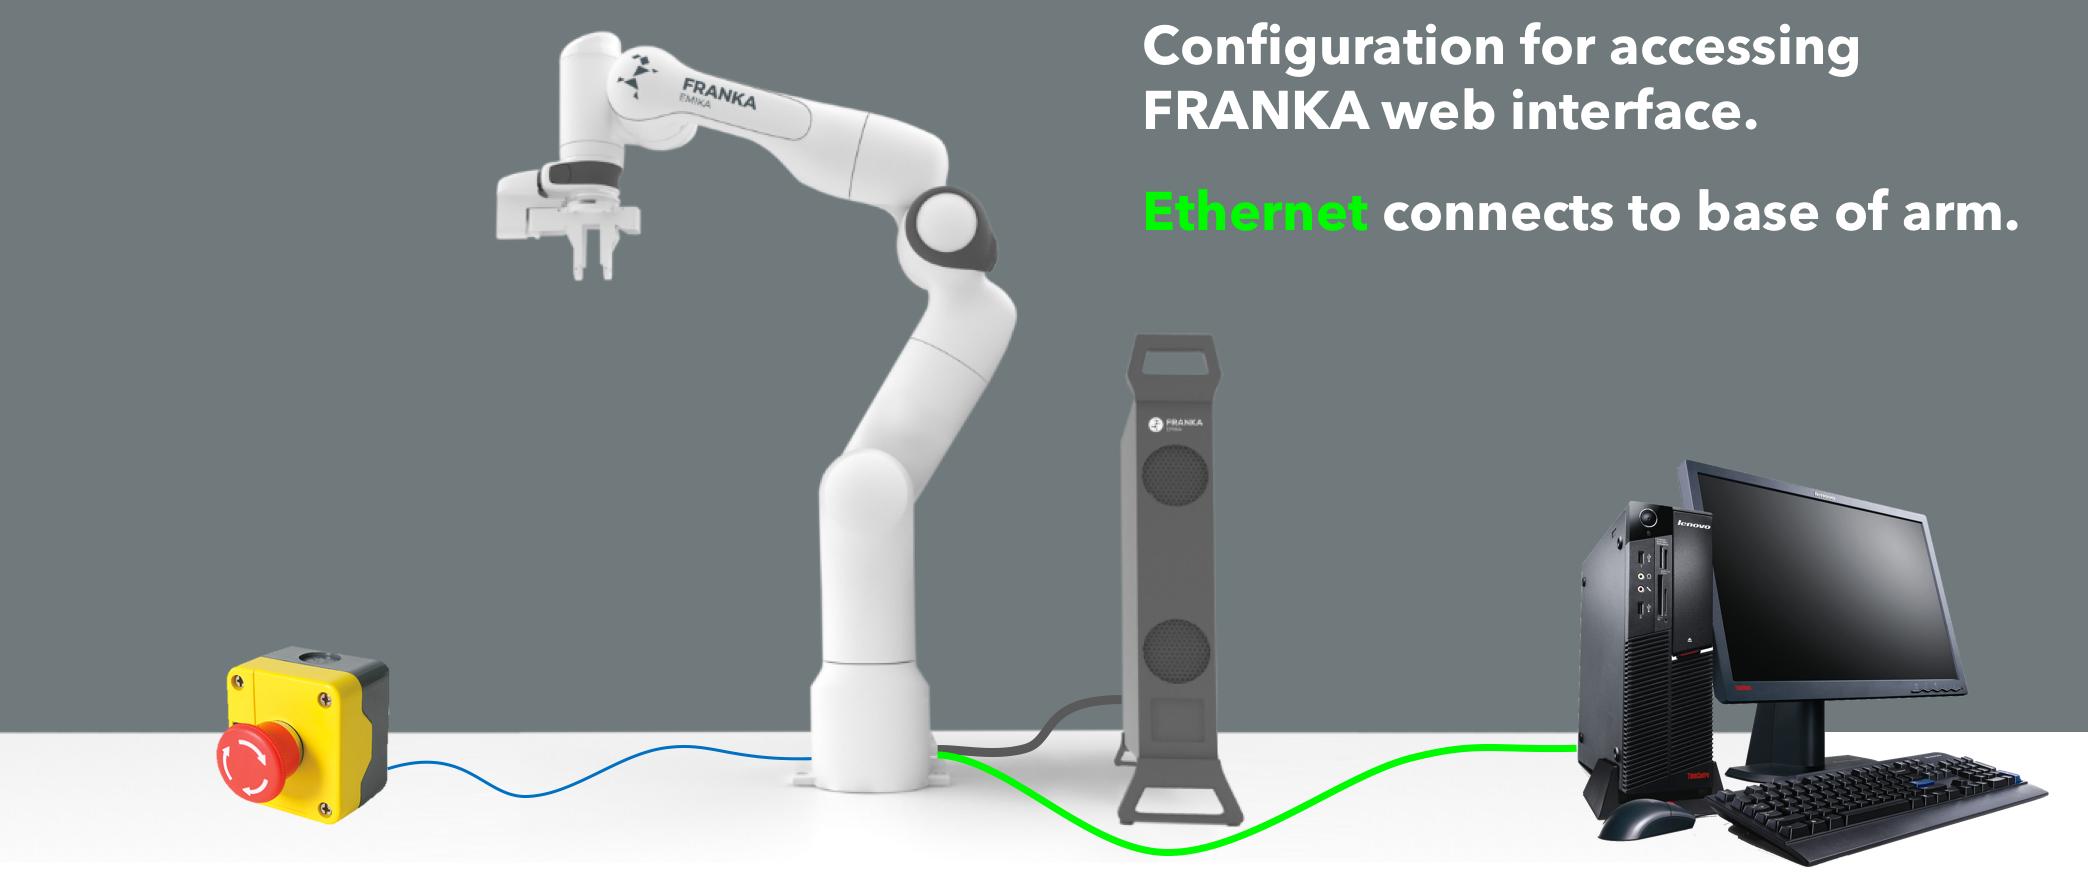 Configuration for accessing
FRANKA web interface.
Ethernet connects to base of arm.
FRANKA
EMIKA
FRANKA
EMIKA
lenovo